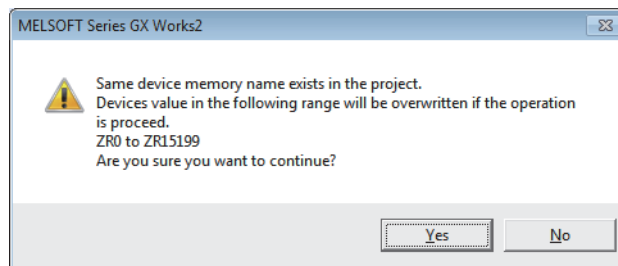 MELSOFT Series GX Works2
Same device memory name exists in the project.
Devices value in the following range will be overwritten if the operation
is proceed.
ZR0 to ZR15199
Are you sure you want to continue?
Yes
No